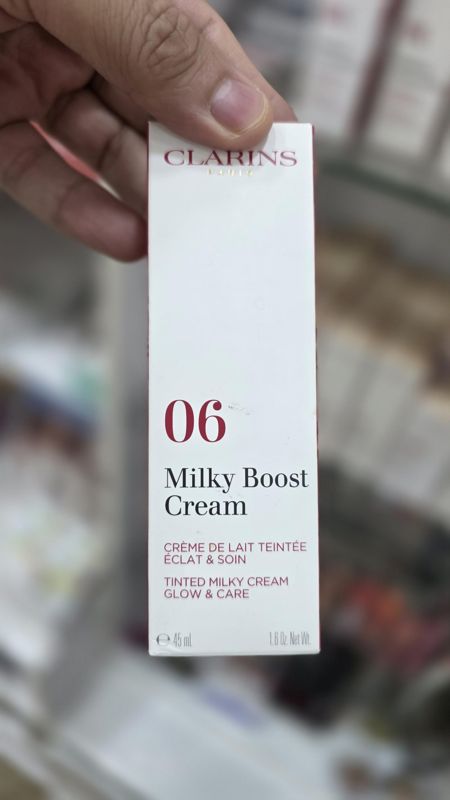 CLARINS
PARIS
06
Milky Boost
Cream
CRÈME DE LAIT TEINTÉE
ÉCLAT & SOIN
TINTED MILKY CREAM
GLOW & CARE
℮ 45 mL 1.6 Oz. Net Wt.